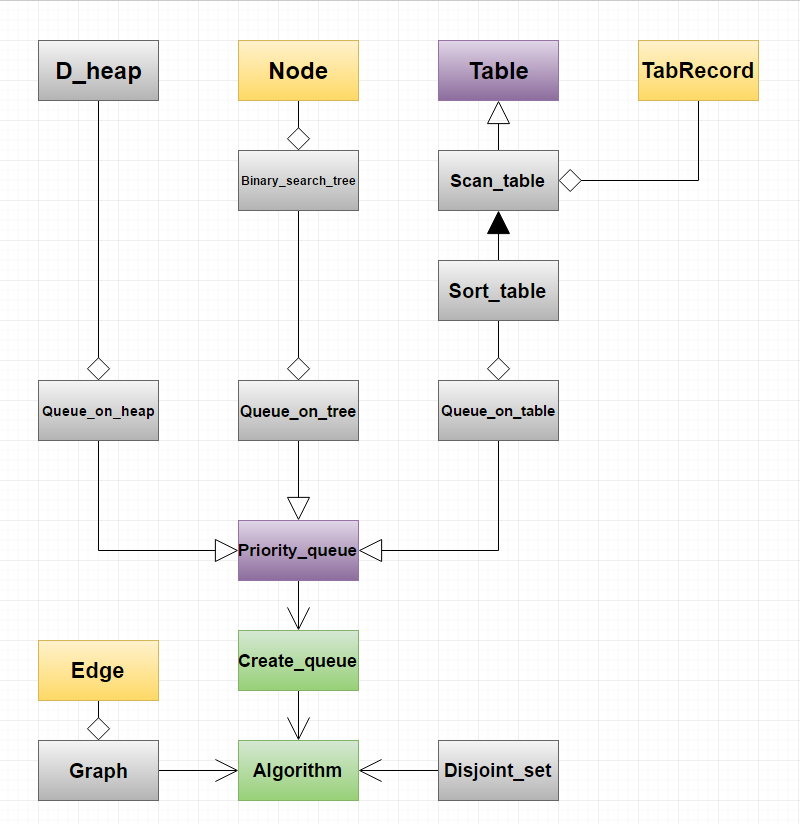 D_heap
Node
Table
TabRecord
Binary_search_tree
Scan_table
Sort_table
Queue_on_heap
Queue_on_tree
Queue_on_table
Priority_queue
Create_queue
Edge
Graph
Algorithm
Disjoint_set